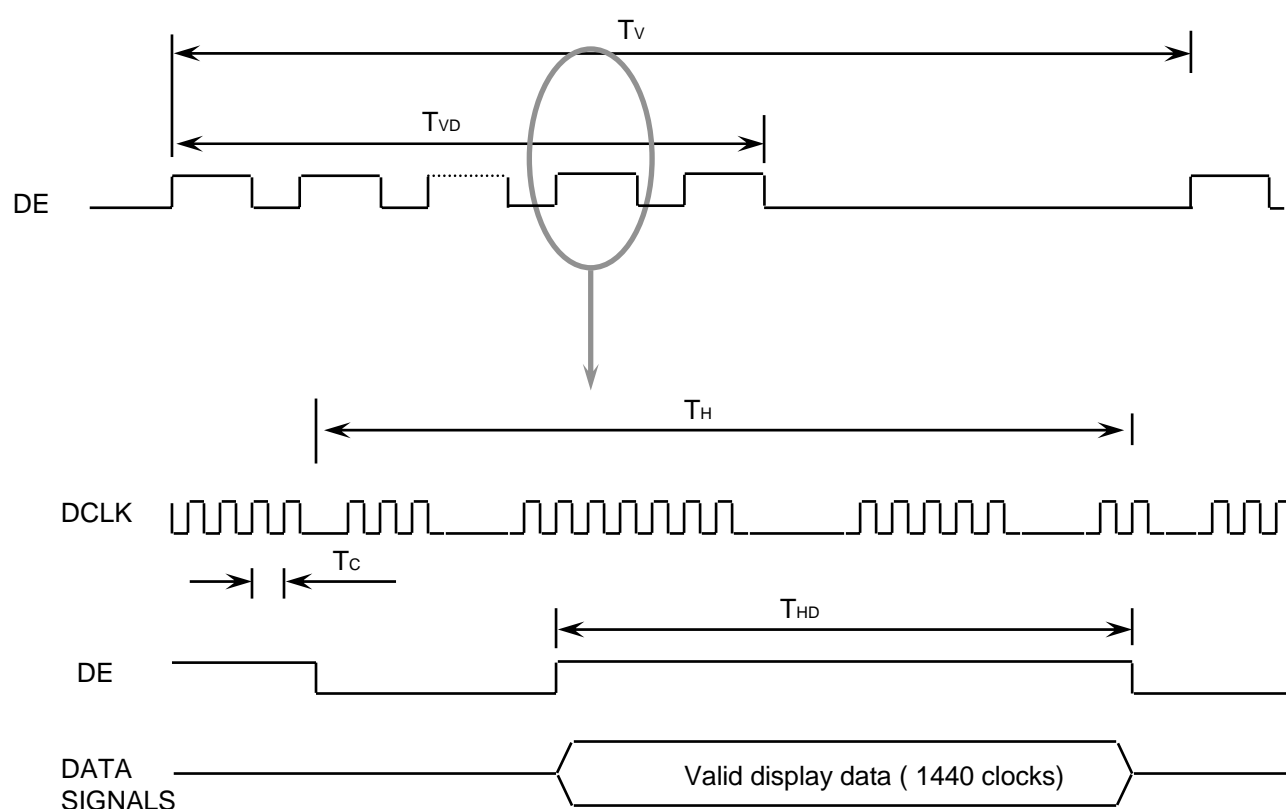 TV
TVD
DE
TH
DCLK
TC
THD
DE
DATA
SIGNALS
Valid display data ( 1440 clocks)